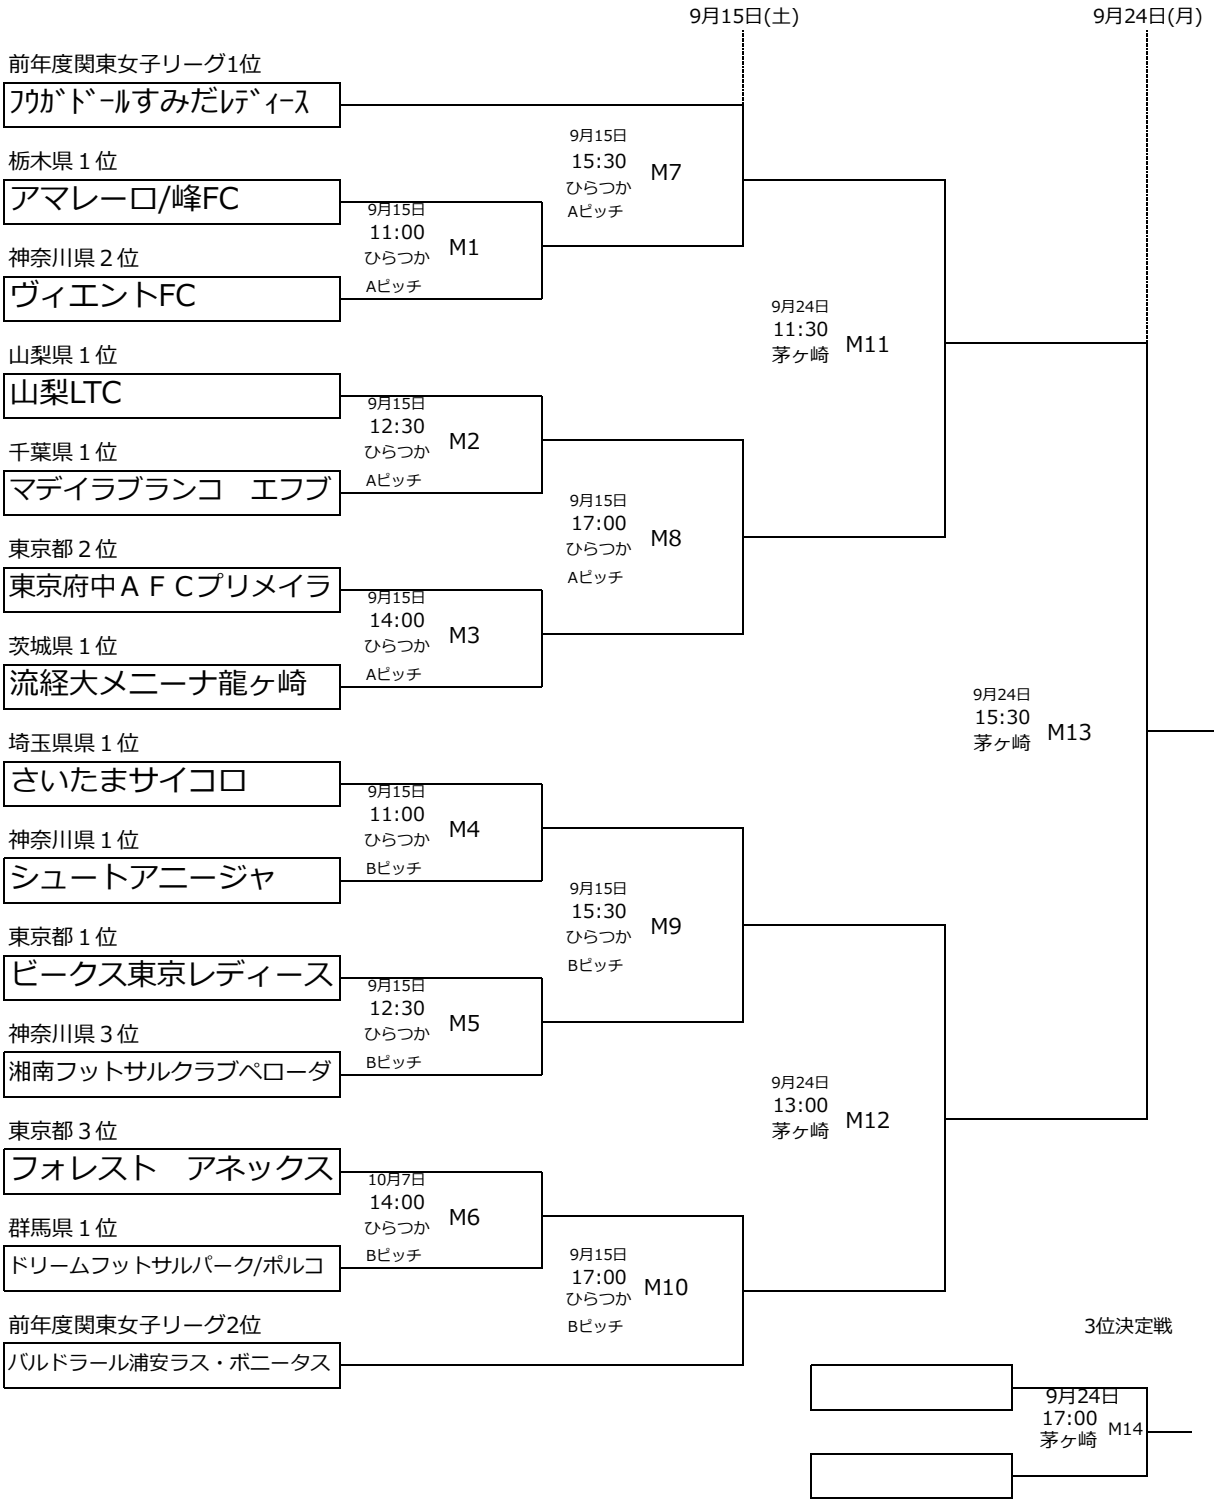 9月15日(土)
9月24日(月)
前年度関東女子リーグ1位
ﾌｳｶﾞﾄﾞｰﾙすみだﾚﾃﾞｨｰｽ
9月15日
15:30
ひらつか
Aピッチ
M7
栃木県１位
アマレーロ/峰FC
9月15日
11:00
ひらつか
Aピッチ
M1
神奈川県２位
ヴィエントFC
9月24日
11:30
茅ヶ崎
M11
山梨県１位
山梨LTC
9月15日
12:30
ひらつか
Aピッチ
M2
千葉県１位
マデイラブランコ　エフブ
9月15日
17:00
ひらつか
Aピッチ
M8
東京都２位
東京府中ＡＦＣプリメイラ
9月15日
14:00
ひらつか
Aピッチ
M3
茨城県１位
流経大メニーナ龍ヶ崎
9月24日
15:30
茅ヶ崎
M13
埼玉県県１位
さいたまサイコロ
9月15日
11:00
ひらつか
Bピッチ
M4
神奈川県１位
シュートアニージャ
9月15日
15:30
ひらつか
Bピッチ
M9
東京都１位
ビークス東京レディース
9月15日
12:30
ひらつか
Bピッチ
M5
神奈川県３位
湘南フットサルクラブペローダ
9月24日
13:00
茅ヶ崎
M12
東京都３位
フォレスト　アネックス
10月7日
14:00
ひらつか
Bピッチ
M6
群馬県１位
ドリームフットサルパーク/ポルコ
9月15日
17:00
ひらつか
Bピッチ
M10
前年度関東女子リーグ2位
バルドラール浦安ラス・ボニータス
3位決定戦
9月24日
17:00
茅ヶ崎
M14